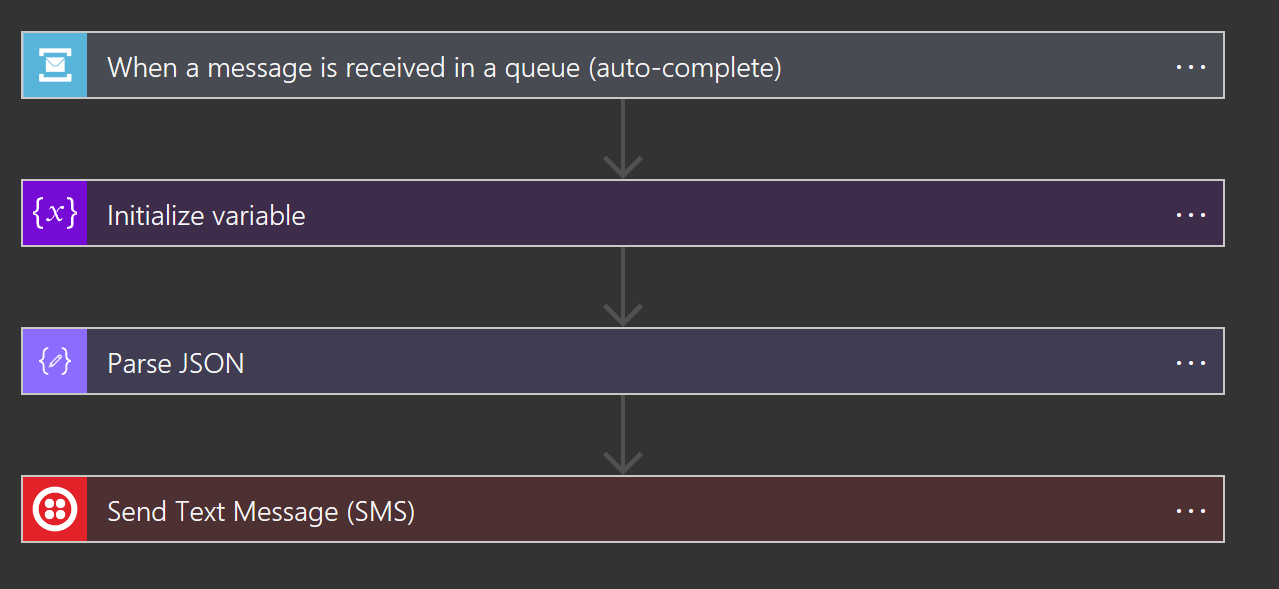 When a message is received in a queue (auto-complete)
{x} Initialize variable
Parse JSON
Send Text Message (SMS)